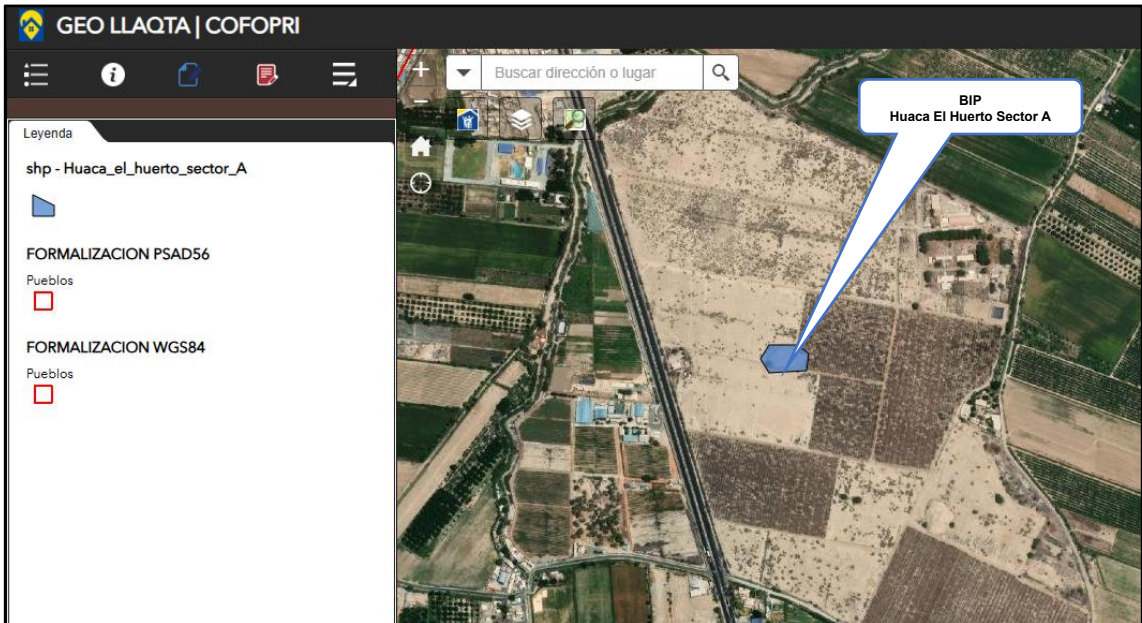 GEO LLAQTA | COFOPRI
Buscar dirección o lugar
BIP
Huaca El Huerto Sector A
Leyenda
shp - Huaca_el_huerto_sector_A
FORMALIZACION PSAD56
Pueblos
FORMALIZACION WGS84
Pueblos